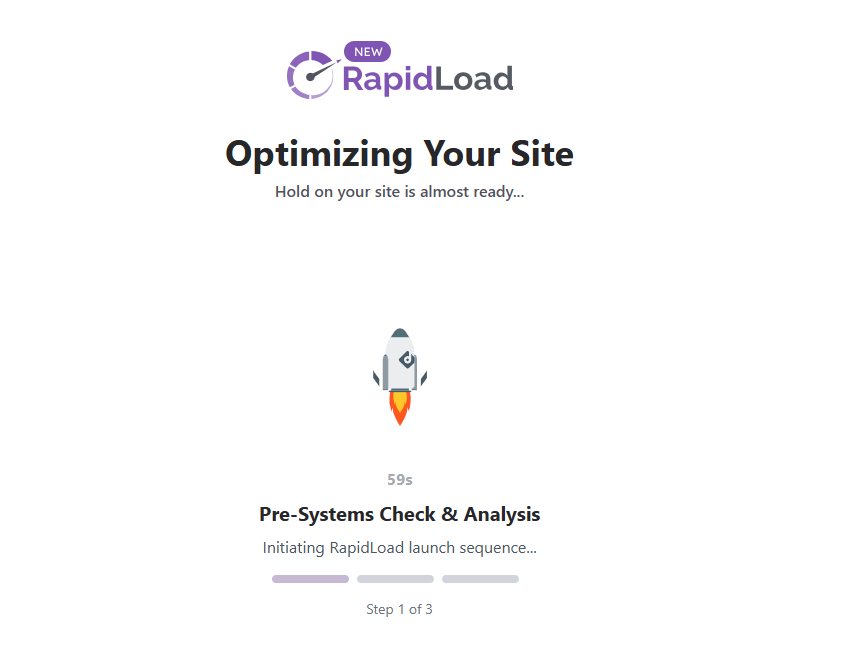 NEW
RapidLoad
Optimizing Your Site
Hold on your site is almost ready...
59s
Pre-Systems Check & Analysis
Initiating RapidLoad launch sequence...
Step 1 of 3